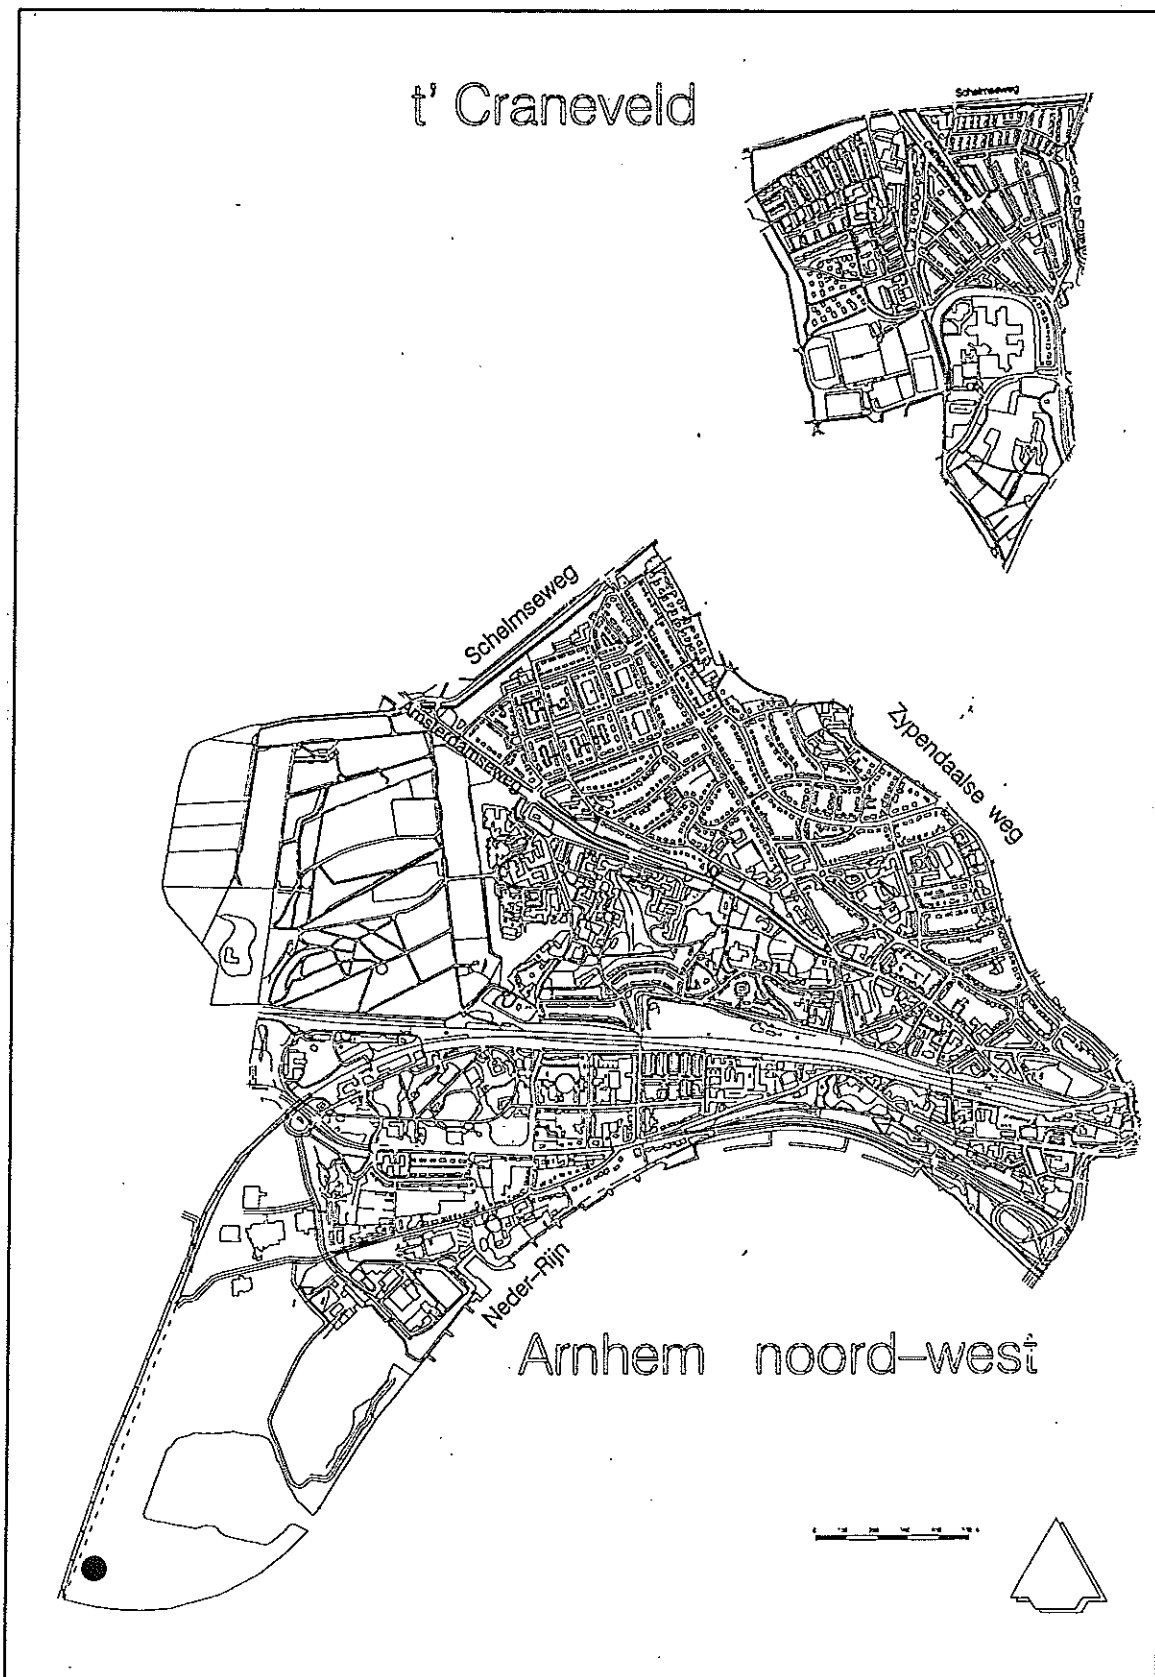 t' Craneveld
Schelmseweg
Schelmseweg
Amsterdamseweg
Zypendaalse weg
Neder-Rijn
Arnhem noord-west